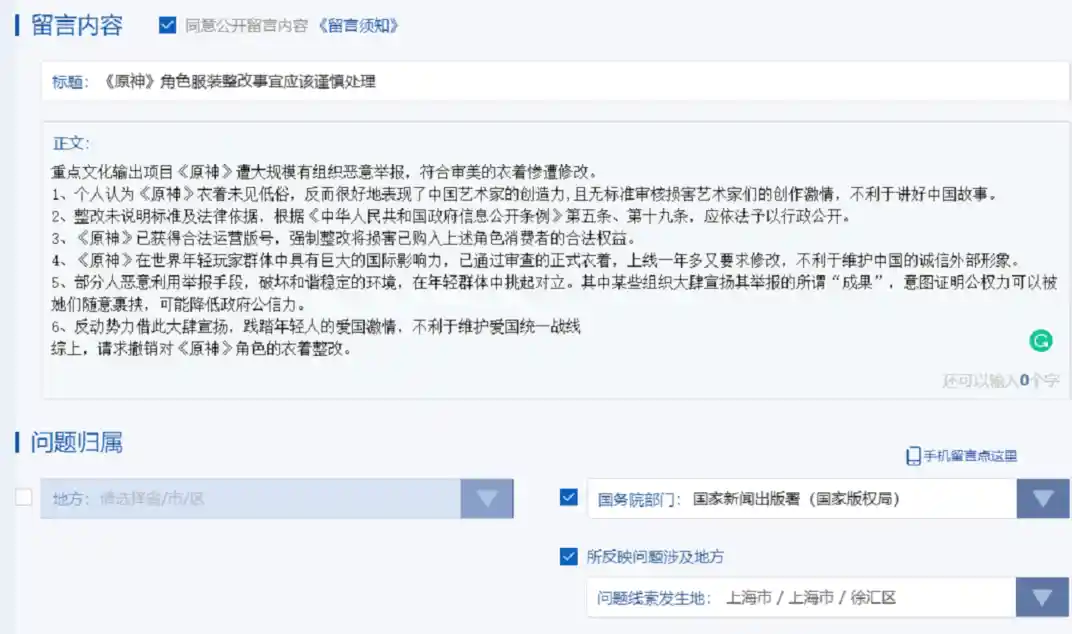 留言内容 同意公开留言内容《留言须知》
标题：《原神》角色服装整改事宜应该谨慎处理
正文：
重点文化输出项目《原神》遭大规模有组织恶意举报，符合审美的衣着惨遭修改。
1、个人认为《原神》衣着未见低俗，反而很好地表现了中国艺术家的创造力,且无标准审核损害艺术家们的创作激情，不利于讲好中国故事。
2、整改未说明标准及法律依据，根据《中华人民共和国政府信息公开条例》第五条、第十九条，应依法予以行政公开。
3、《原神》已获得合法运营版号，强制整改将损害已购入上述角色消费者的合法权益。
4、《原神》在世界年轻玩家群体中具有巨大的国际影响力，已通过审查的正式衣着，上线一年多又要求修改，不利于维护中国的诚信外部形象。
5、部分人恶意利用举报手段，破坏和谐稳定的环境，在年轻群体中挑起对立。其中某些组织大肆宣扬其举报的所谓“成果”，意图证明公权力可以被
她们随意裹挟，可能降低政府公信力。
6、反动势力借此大肆宣扬，践踏年轻人的爱国激情，不利于维护爱国统一战线
综上，请求撤销对《原神》角色的衣着整改。
还可以输入0个字
问题归属
手机留言点这里
地方：请选择省/市/区
国务院部门：国家新闻出版署（国家版权局）
所反映问题涉及地方
问题线索发生地：上海市 / 上海市 / 徐汇区